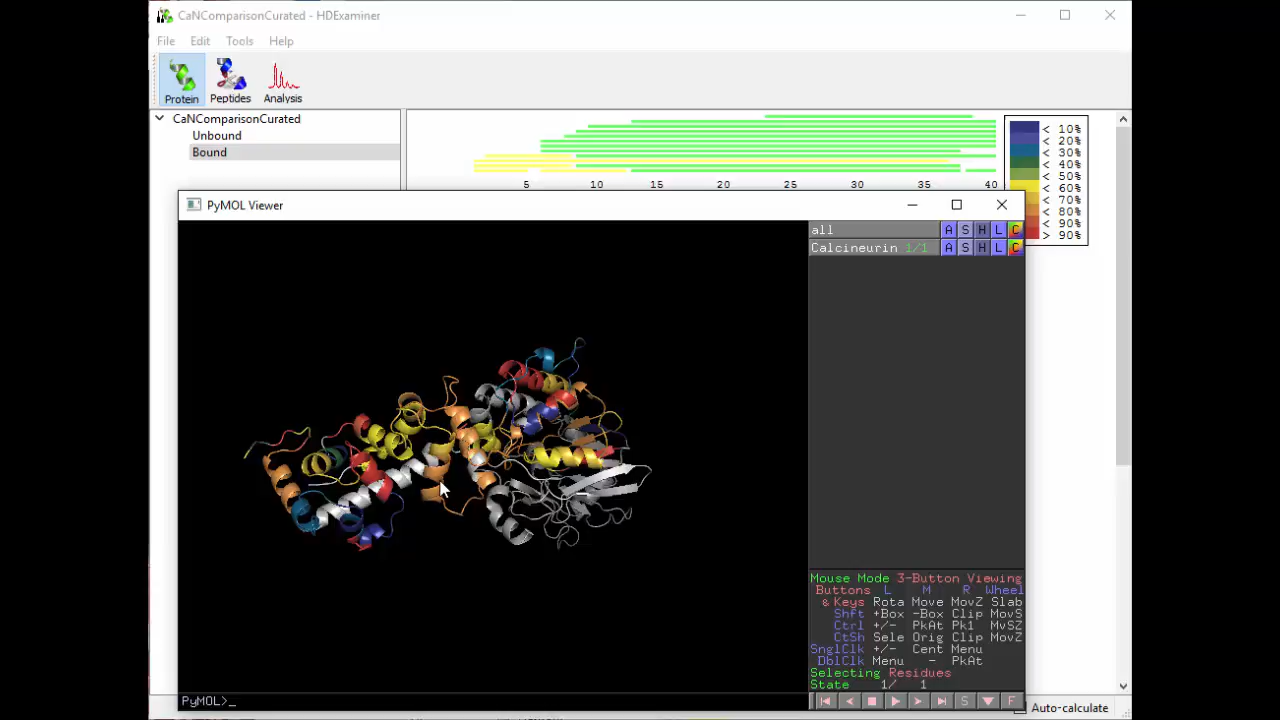 CaNComparisonCurated - HDExaminer
File Edit Tools Help
Protein Peptides Analysis
CaNComparisonCurated
Unbound
Bound
5 10 15 20 25 30 35 40
< 10%
< 20%
< 30%
< 40%
< 50%
< 60%
< 70%
< 80%
< 90%
> 90%
PyMOL Viewer
all A S H L C
Calcineurin 1/1 A S H L C
Mouse Mode 3-Button Viewing
Buttons L M R Wheel
& Keys Rota Move MovZ Slab
Shft +Box -Box Clip MovS
Ctrl +/- PkAt Pk1 MvSZ
CtSh Sele Orig Clip MovZ
SnglClk +/- Cent Menu
DblClk Menu - PkAt
Selecting Residues
State 1/ 1
S F
PyMOL>_
Auto-calculate